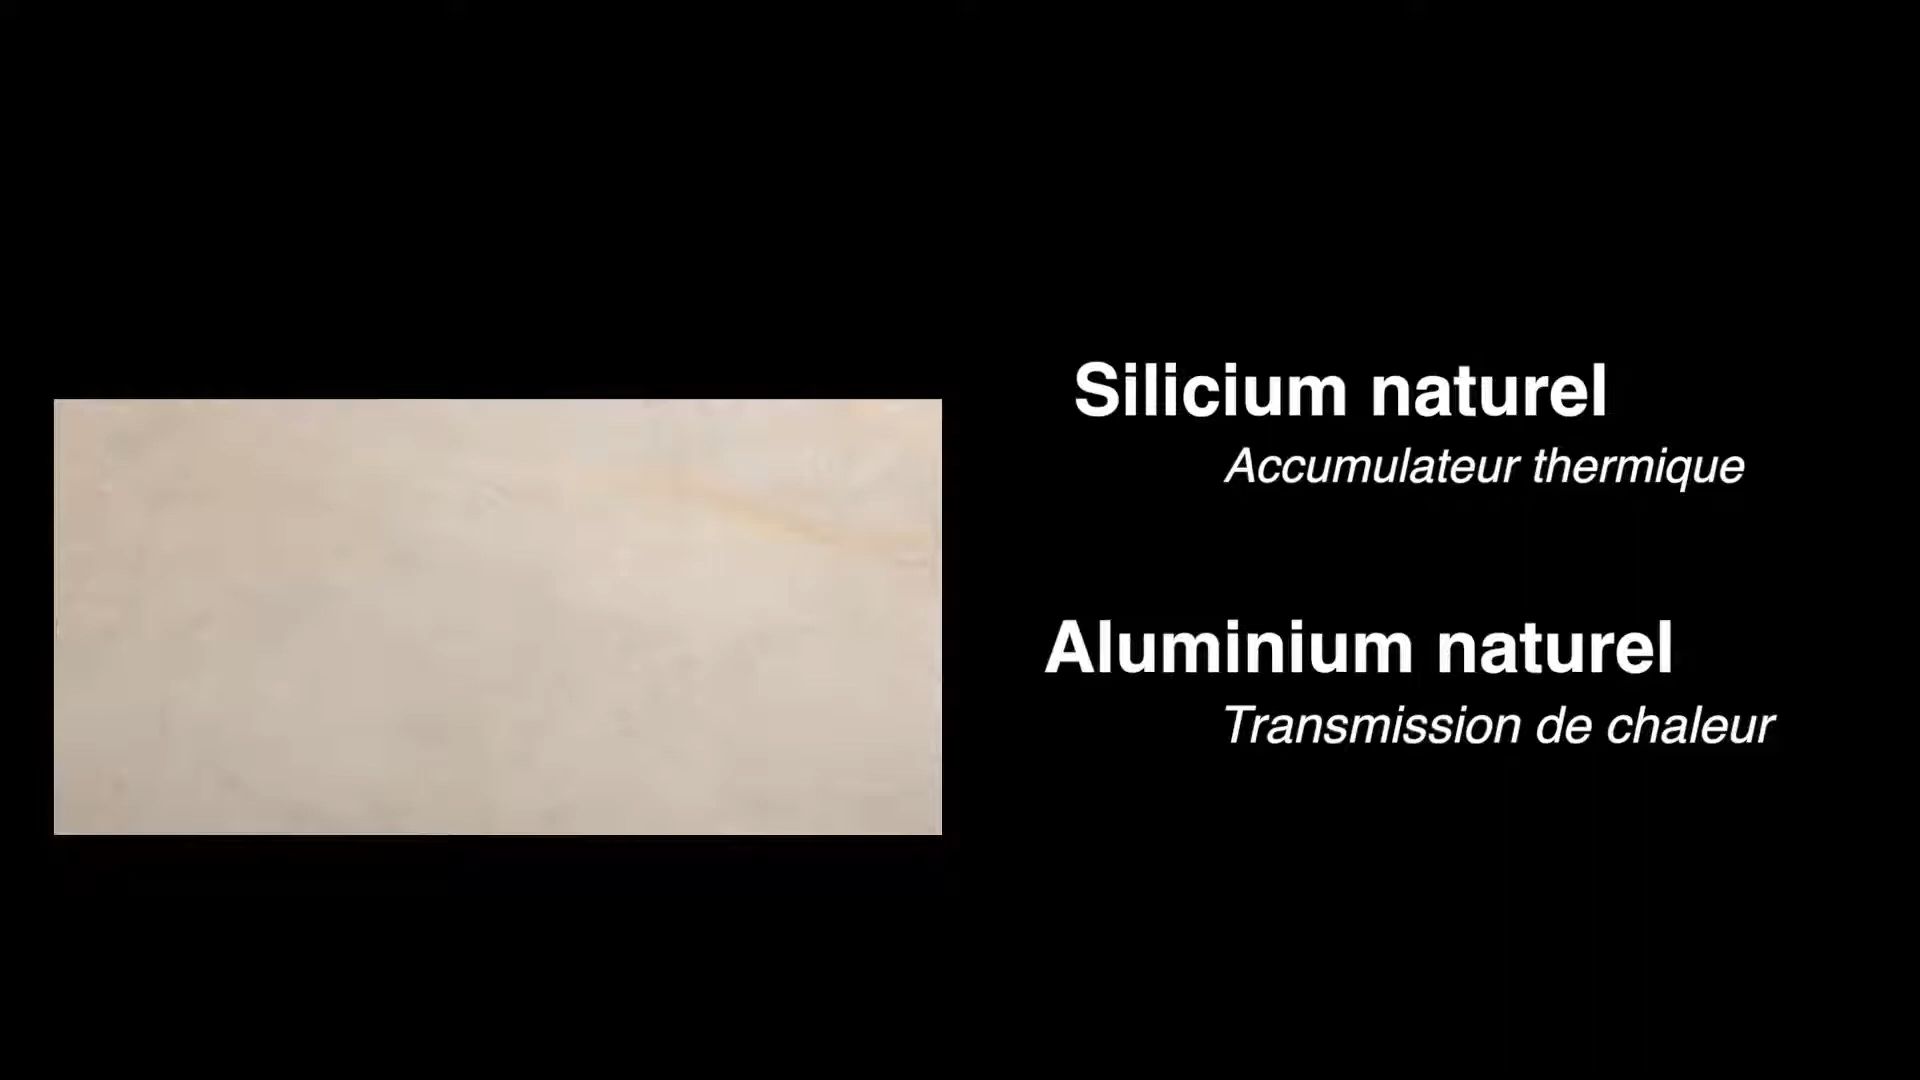 Silicium naturel
Accumulateur thermique
Aluminium naturel
Transmission de chaleur